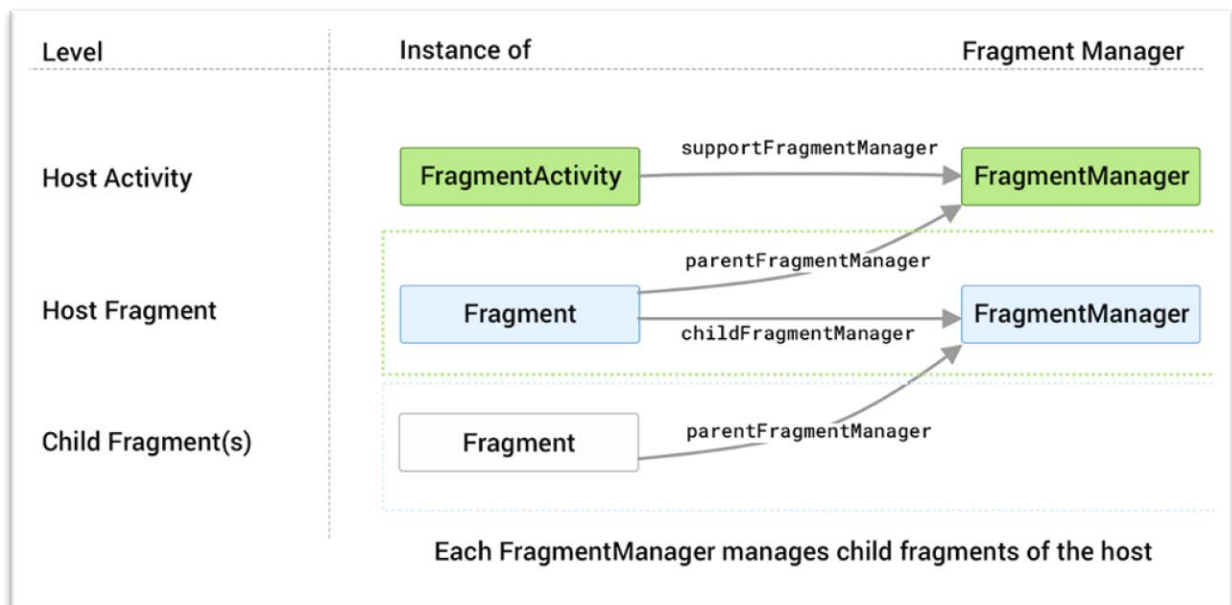 Level
Instance of
Fragment Manager
Host Activity
FragmentActivity
supportFragmentManager
FragmentManager
parentFragmentManager
Host Fragment
Fragment
childFragmentManager
FragmentManager
Child Fragment(s)
Fragment
parentFragmentManager
Each FragmentManager manages child fragments of the host